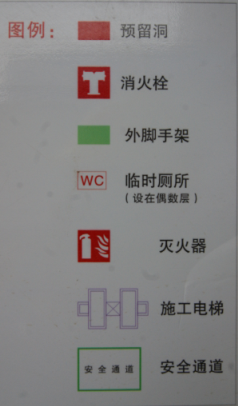 图例： 预留洞
消火栓
外脚手架
WC 临时厕所
（设在偶数层）
灭火器
施工电梯
安全通道 安全通道